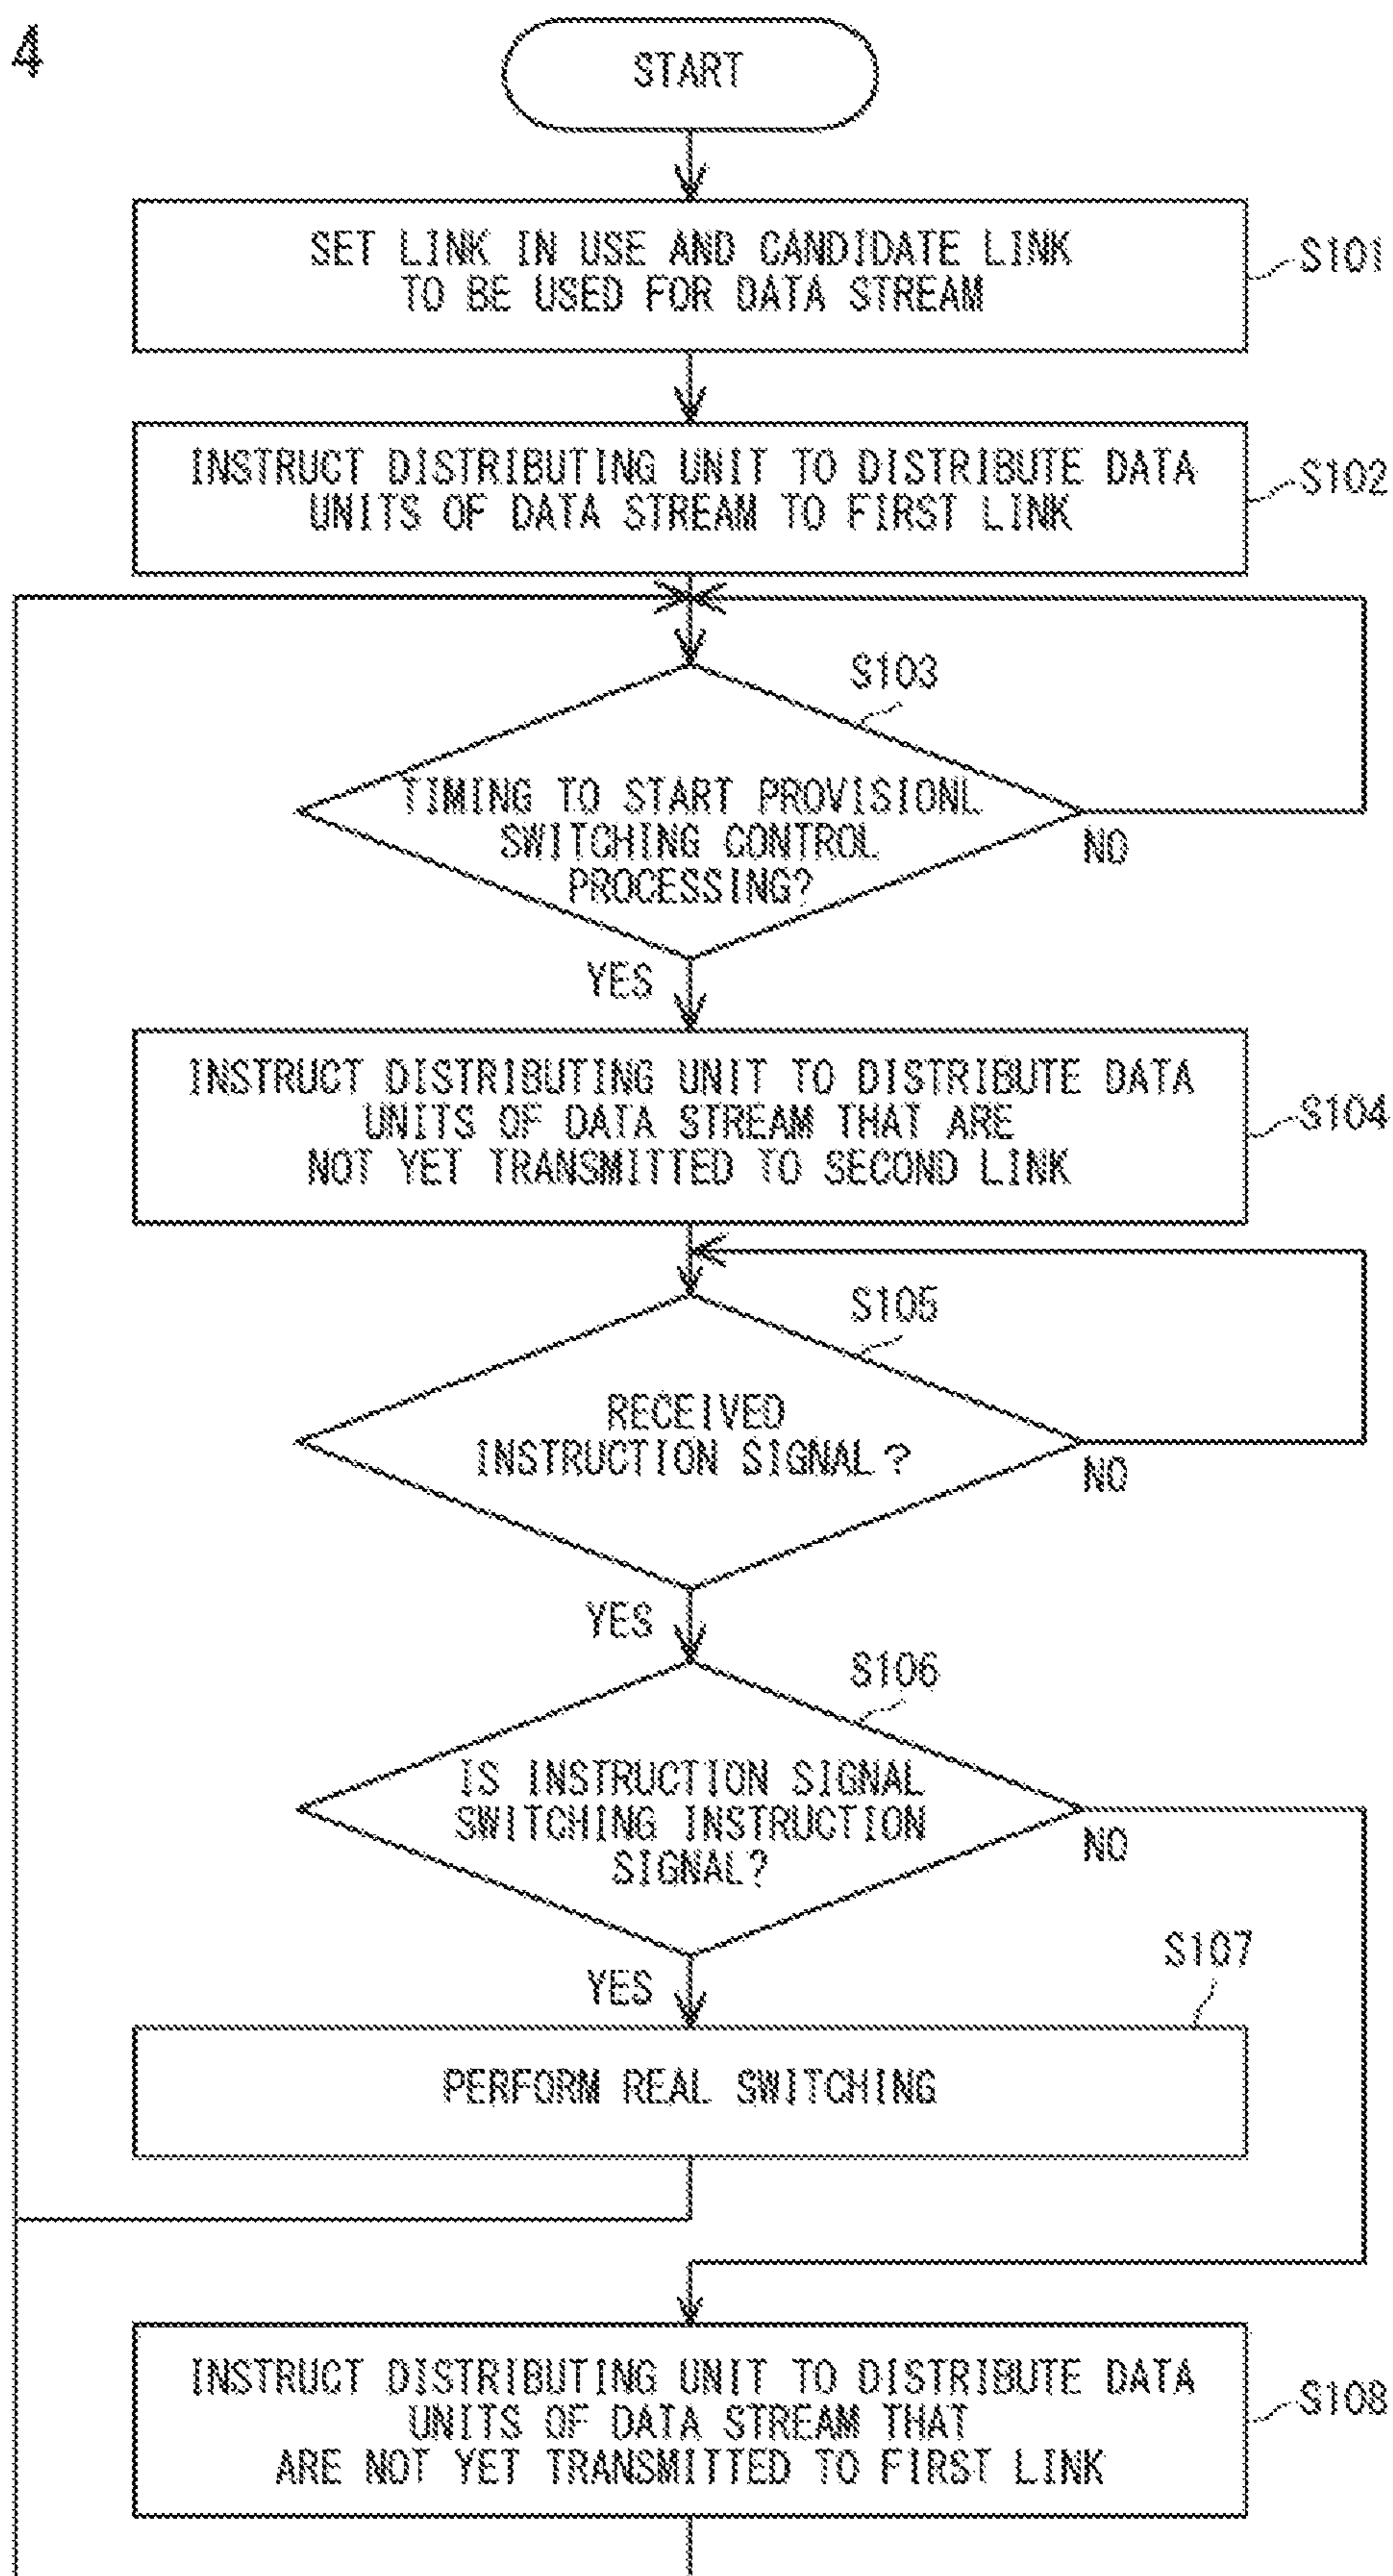 4
START
SET LINK IN USE AND CANDIDATE LINK
TO BE USED FOR DATA STREAM
S101
INSTRUCT DISTRIBUTING UNIT TO DISTRIBUTE DATA
UNITS OF DATA STREAM TO FIRST LINK
S102
S103
TIMING TO START PROVISIONL
SWITCHING CONTROL
PROCESSING?
NO
YES
INSTRUCT DISTRIBUTING UNIT TO DISTRIBUTE DATA
UNITS OF DATA STREAM THAT ARE
NOT YET TRANSMITTED TO SECOND LINK
S104
S105
RECEIVED
INSTRUCTION SIGNAL?
NO
YES
S106
IS INSTRUCTION SIGNAL
SWITCHING INSTRUCTION
SIGNAL?
NO
YES
S107
PERFORM REAL SWITCHING
INSTRUCT DISTRIBUTING UNIT TO DISTRIBUTE DATA
UNITS OF DATA STREAM THAT
ARE NOT YET TRANSMITTED TO FIRST LINK
S108